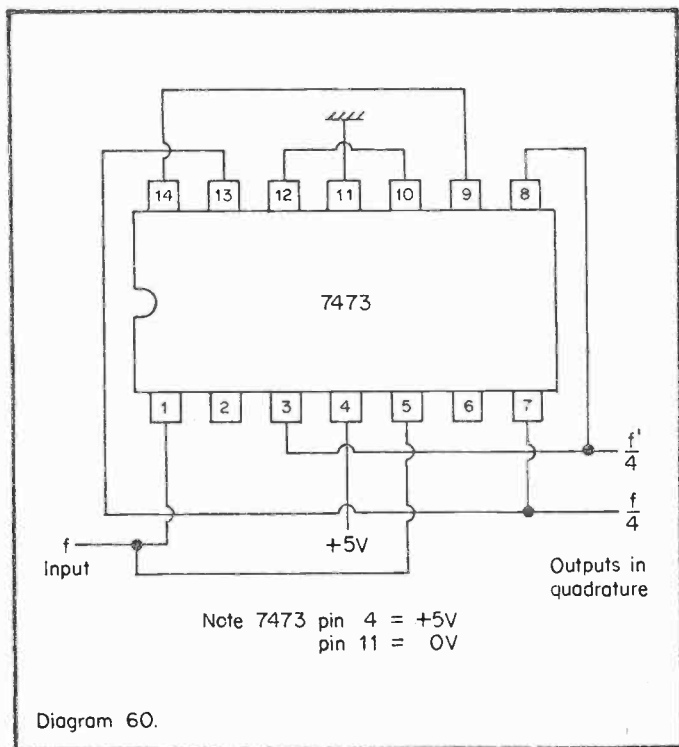 14 13 12 11 10 9 8
7473
1 2 3 4 5 6 7
f'
4
f
4
f
Input
+5V
Outputs in
quadrature
Note 7473 pin 4 = +5V
pin 11 = 0V
Diagram 60.